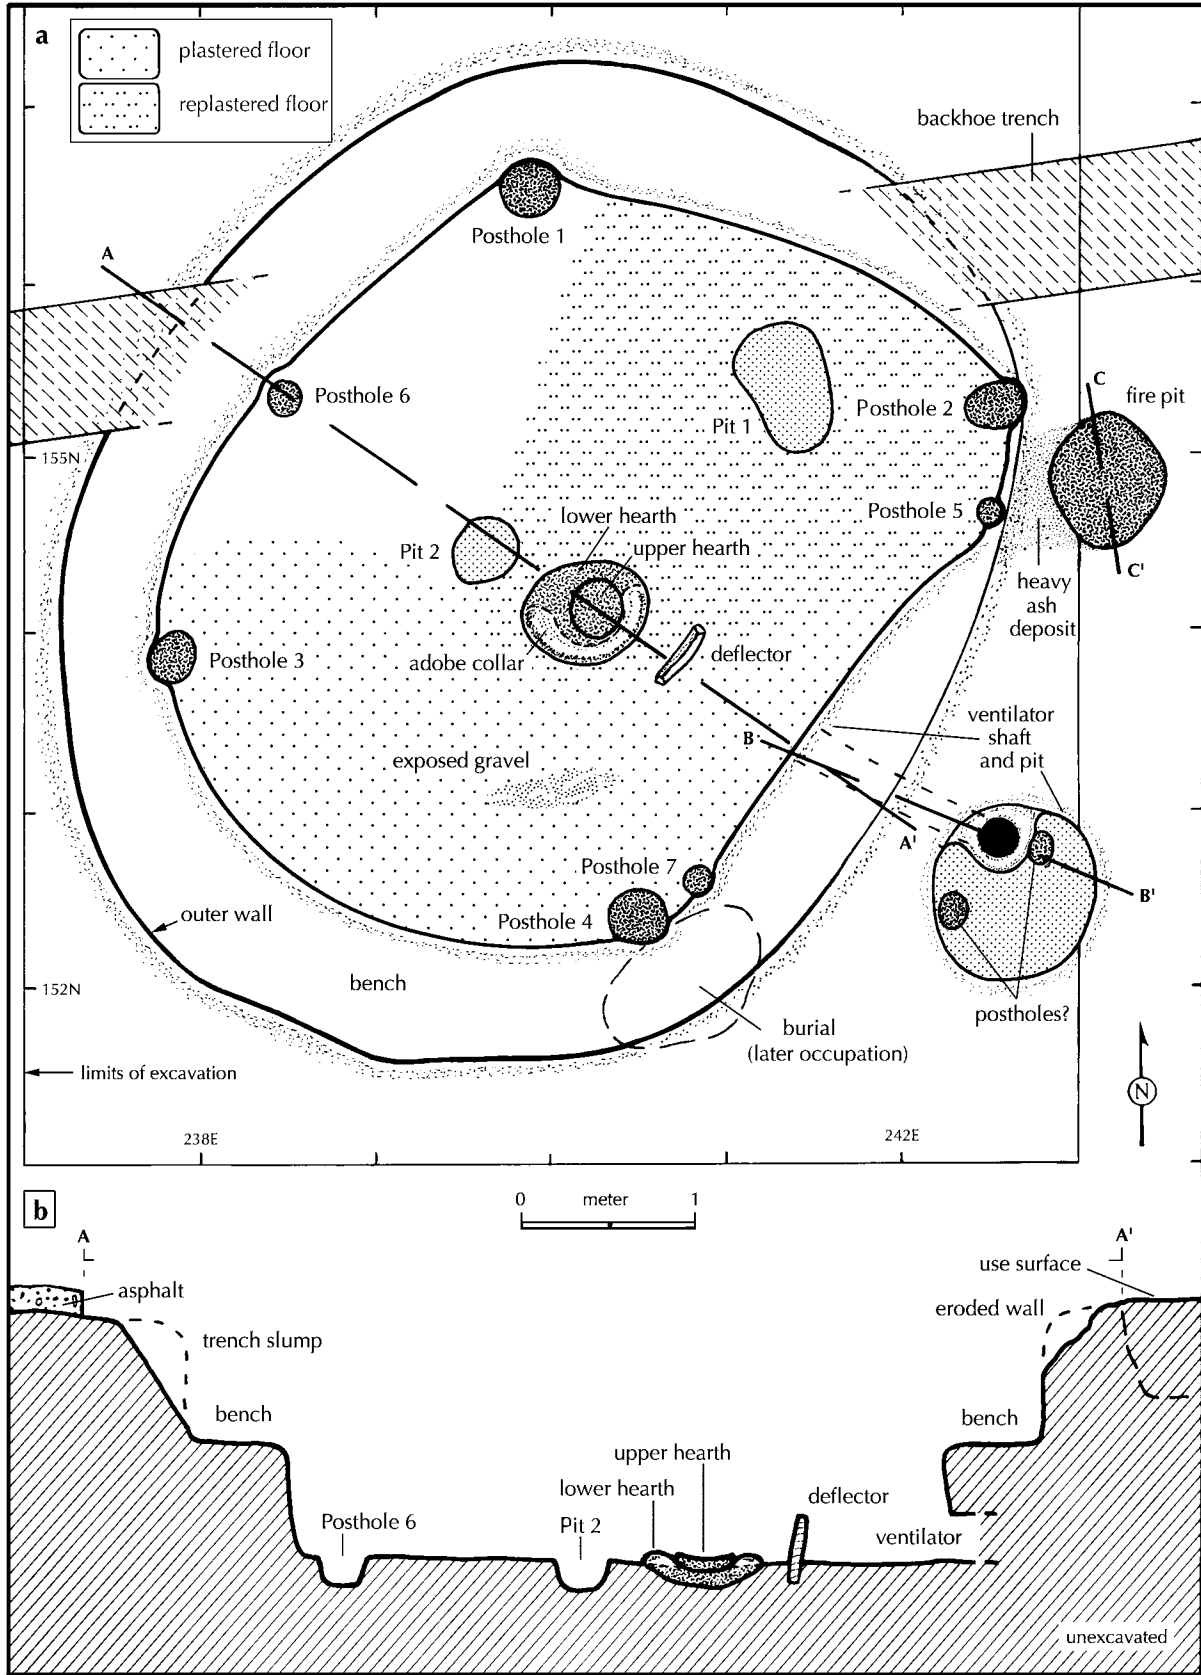 a
plastered floor
replastered floor
backhoe trench
A
Posthole 1
Posthole 6
Posthole 2
C
fire pit
Pit 1
155N
Posthole 5
lower hearth
upper hearth
Pit 2
C'
heavy
ash
deposit
adobe collar
Posthole 3
deflector
ventilator
shaft
and pit
B
exposed gravel
A'
Posthole 7
B'
outer wall
Posthole 4
bench
152N
postholes?
burial
(later occupation)
limits of excavation
N
238E
242E
b
0 meter 1
A
A'
use surface
asphalt
eroded wall
trench slump
bench
bench
upper hearth
lower hearth
deflector
Posthole 6
Pit 2
ventilator
unexcavated